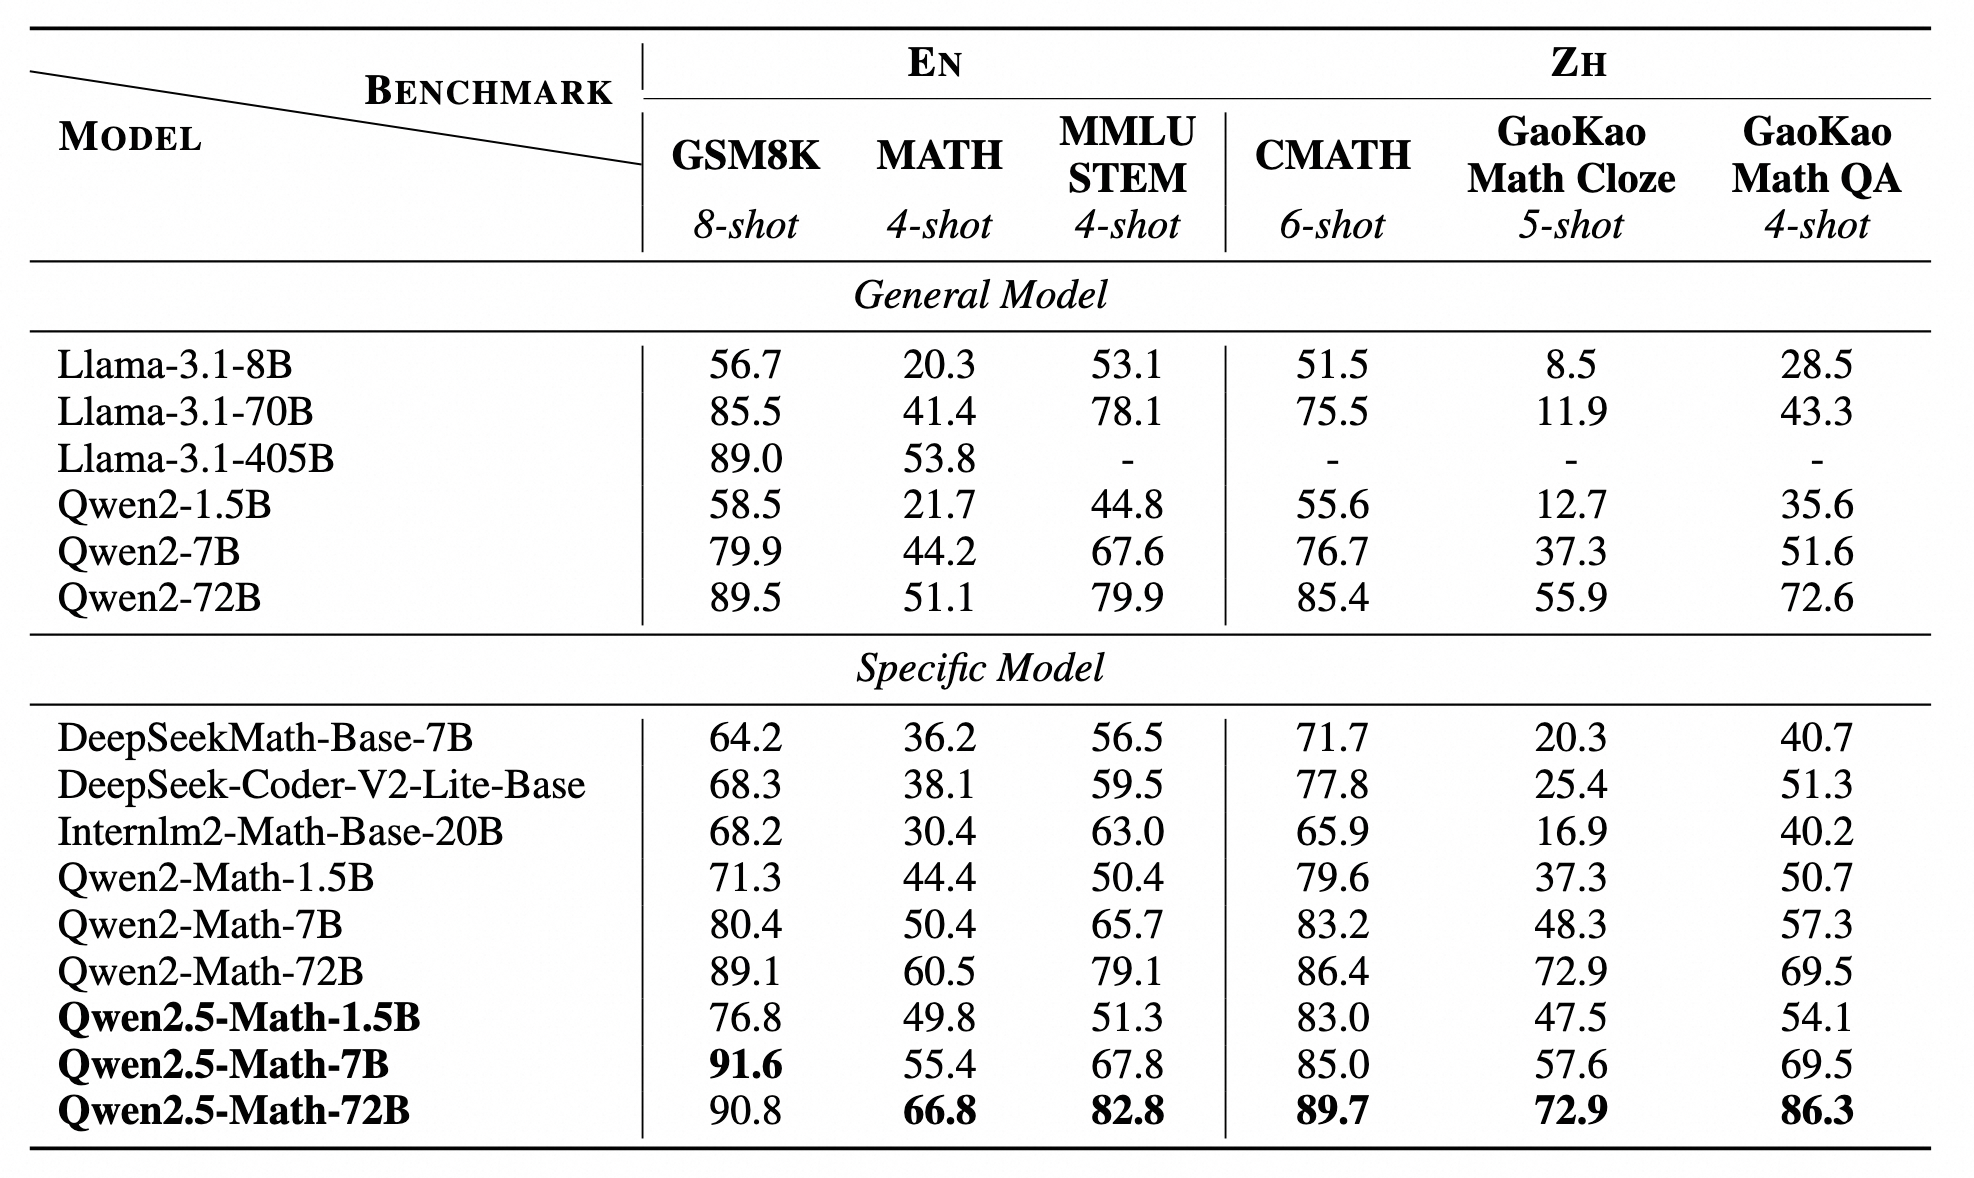 BENCHMARK
MODEL
EN ZH
GSM8K MATH MMLU STEM CMATH GaoKao Math Cloze GaoKao Math QA
8-shot 4-shot 4-shot 6-shot 5-shot 4-shot
General Model
Llama-3.1-8B 56.7 20.3 53.1 51.5 8.5 28.5
Llama-3.1-70B 85.5 41.4 78.1 75.5 11.9 43.3
Llama-3.1-405B 89.0 53.8 - - - -
Qwen2-1.5B 58.5 21.7 44.8 55.6 12.7 35.6
Qwen2-7B 79.9 44.2 67.6 76.7 37.3 51.6
Qwen2-72B 89.5 51.1 79.9 85.4 55.9 72.6
Specific Model
DeepSeekMath-Base-7B 64.2 36.2 56.5 71.7 20.3 40.7
DeepSeek-Coder-V2-Lite-Base 68.3 38.1 59.5 77.8 25.4 51.3
Internlm2-Math-Base-20B 68.2 30.4 63.0 65.9 16.9 40.2
Qwen2-Math-1.5B 71.3 44.4 50.4 79.6 37.3 50.7
Qwen2-Math-7B 80.4 50.4 65.7 83.2 48.3 57.3
Qwen2-Math-72B 89.1 60.5 79.1 86.4 72.9 69.5
Qwen2.5-Math-1.5B 76.8 49.8 51.3 83.0 47.5 54.1
Qwen2.5-Math-7B 91.6 55.4 67.8 85.0 57.6 69.5
Qwen2.5-Math-72B 90.8 66.8 82.8 89.7 72.9 86.3